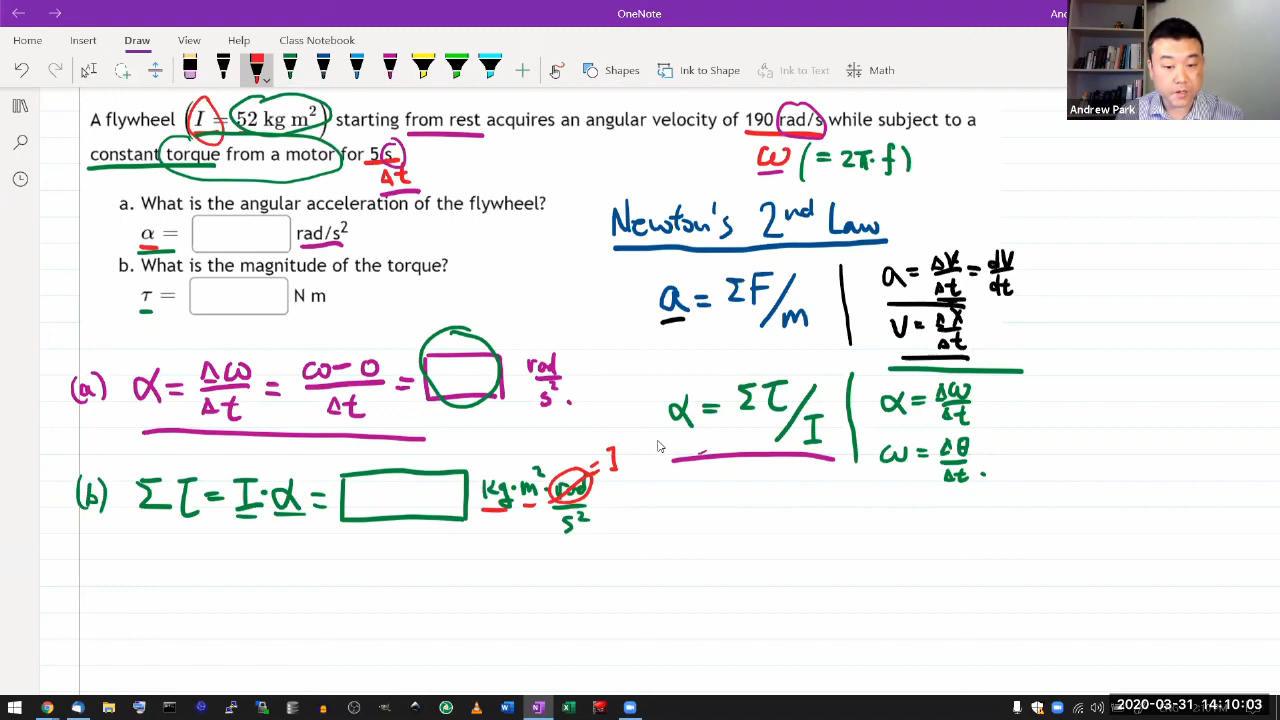 OneNote
Home Insert Draw View Help Class Notebook
Shapes Ink to Shape Ink to Text Math
Andrew Park
A flywheel (I = 52 kg m²) starting from rest acquires an angular velocity of 190 rad/s while subject to a
constant torque from a motor for 5 s.
Δt
ω (= 2π·f)
a. What is the angular acceleration of the flywheel?
α = rad/s²
b. What is the magnitude of the torque?
τ = N m
Newton's 2nd Law
a = ΣF/m
a = ΔV/Δt = dV/dt
V = ΔX/Δt
(a) α = Δω/Δt = ω-0/Δt = rad/s².
α = Στ/I
α = Δω/Δt
ω = Δθ/Δt.
(b) Στ = I·α = kg·m²·rad/s² = 1
2020-03-31 14:10:03